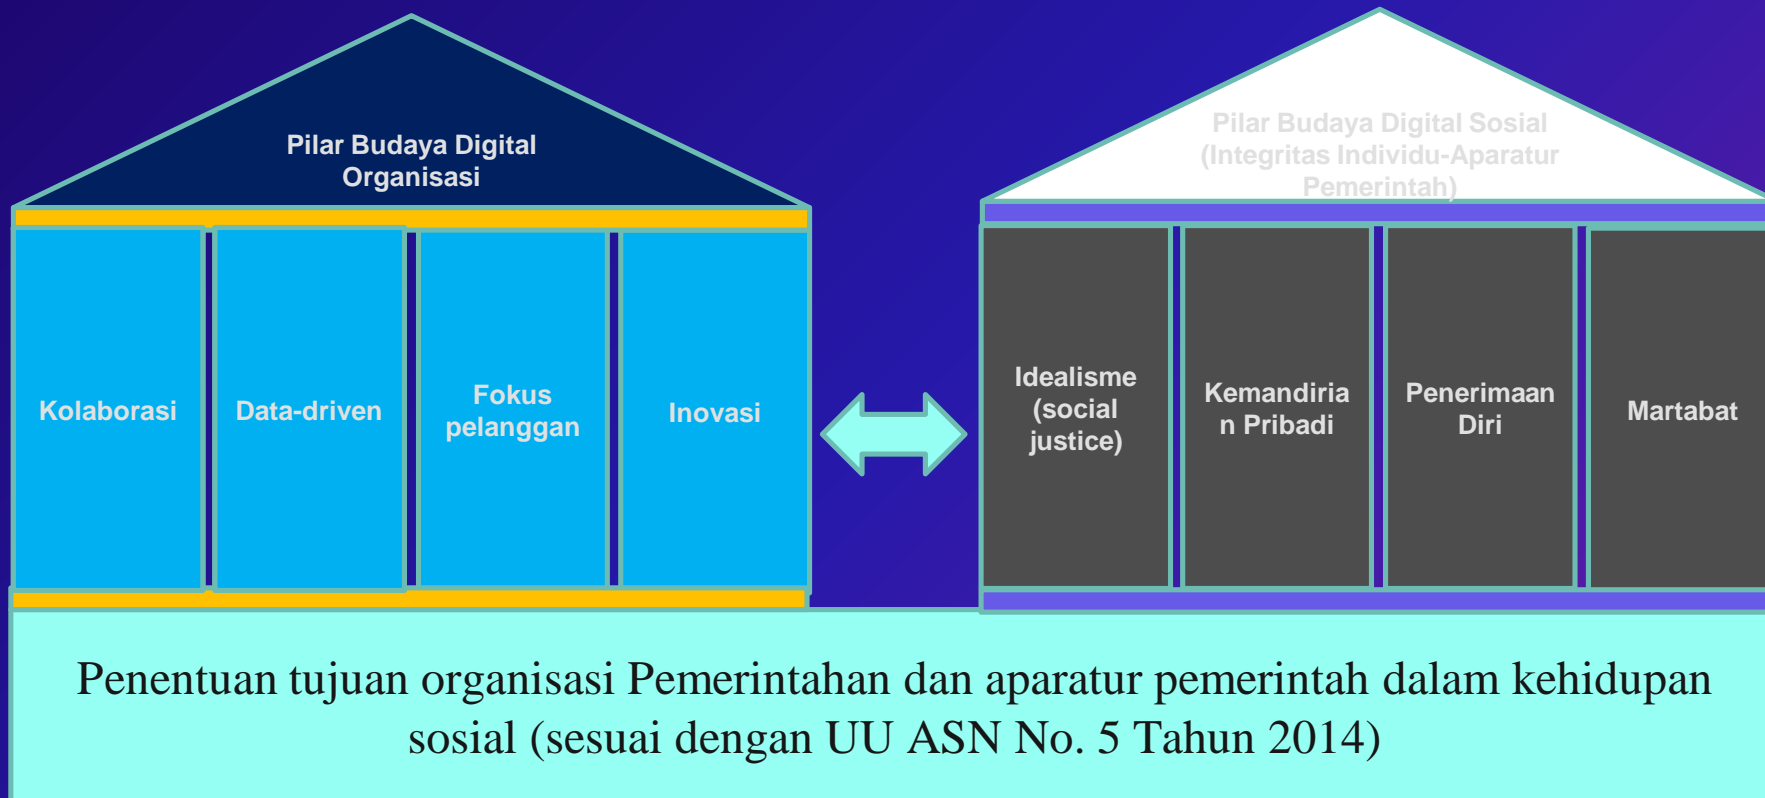 Pilar Budaya Digital
Organisasi
Pilar Budaya Digital Sosial
(Integritas Individu-Aparatur
Pemerintah)
Kolaborasi
Data-driven
Fokus
pelanggan
Inovasi
Idealisme
(social
justice)
Kemandiria
n Pribadi
Penerimaan
Diri
Martabat
Penentuan tujuan organisasi Pemerintahan dan aparatur pemerintah dalam kehidupan
sosial (sesuai dengan UU ASN No. 5 Tahun 2014)